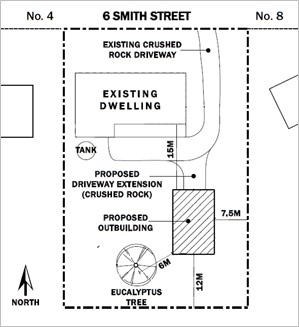 No. 4
6 SMITH STREET
No. 8
EXISTING CRUSHED
ROCK DRIVEWAY
EXISTING
DWELLING
TANK
15M
PROPOSED
DRIVEWAY EXTENSION
(CRUSHED ROCK)
PROPOSED
OUTBUILDING
7.5M
6M
12M
EUCALYPTUS
TREE
NORTH